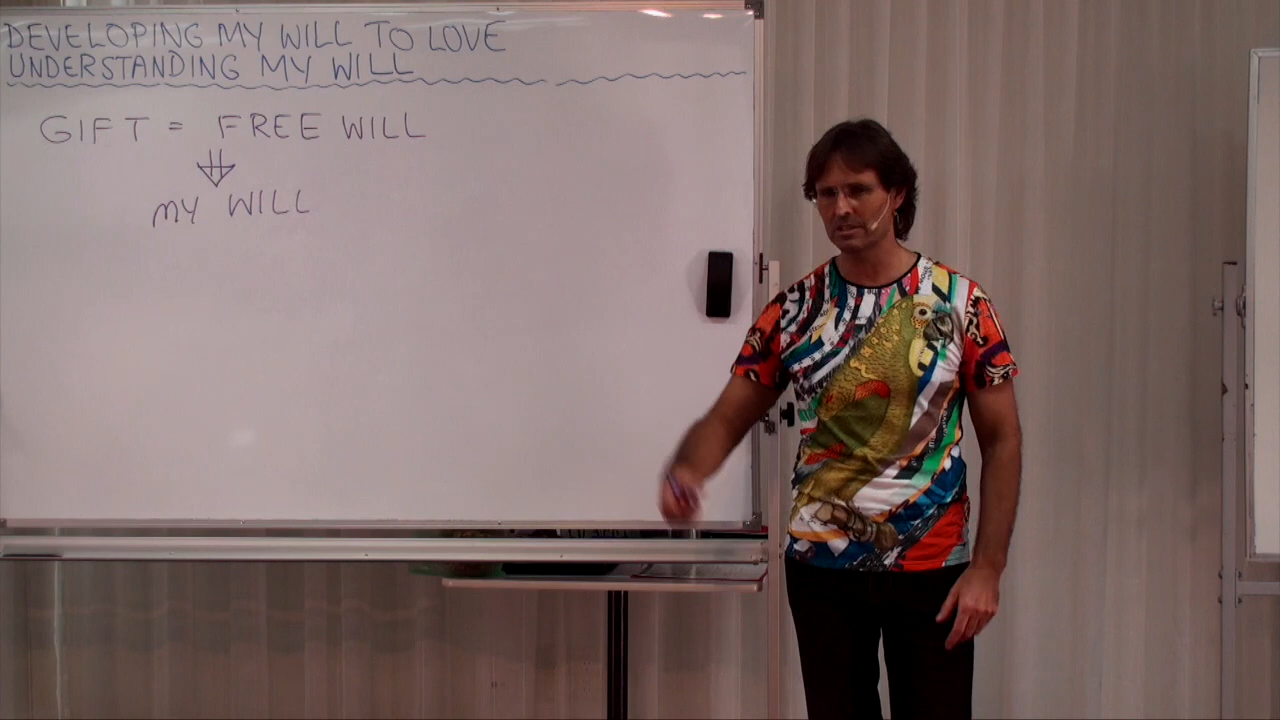 DEVELOPING MY WILL TO LOVE
UNDERSTANDING MY WILL
GIFT = FREE WILL
MY WILL